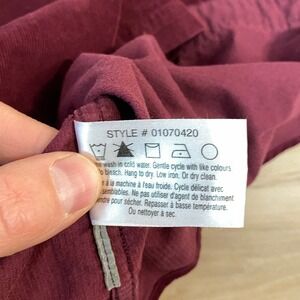 STYLE # 01070420
wash in cold water. Gentle cycle with like colours
bleach. Hang to dry. Low iron. Or dry clean.
à la machine à l'eau froide. Cycle délicat avec
semblables. Ne pas utiliser d'agent de blanchiment
pendre pour sécher. Repasser à basse température.
Ou nettoyer à sec.